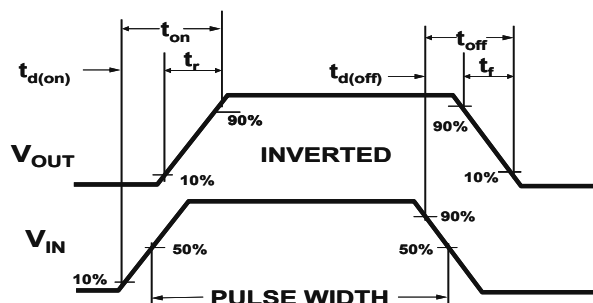 ton
toff
td(on)
tr
td(off)
tf
90%
90%
VOUT
INVERTED
10%
10%
90%
VIN
50%
50%
10%
PULSE WIDTH